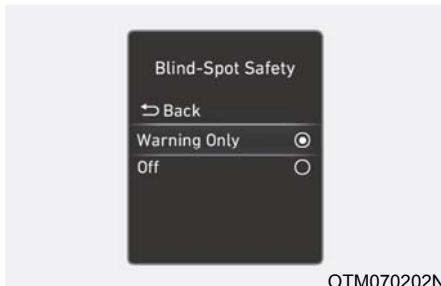 Blind-Spot Safety
Back
Warning Only
Off
OTM070202N